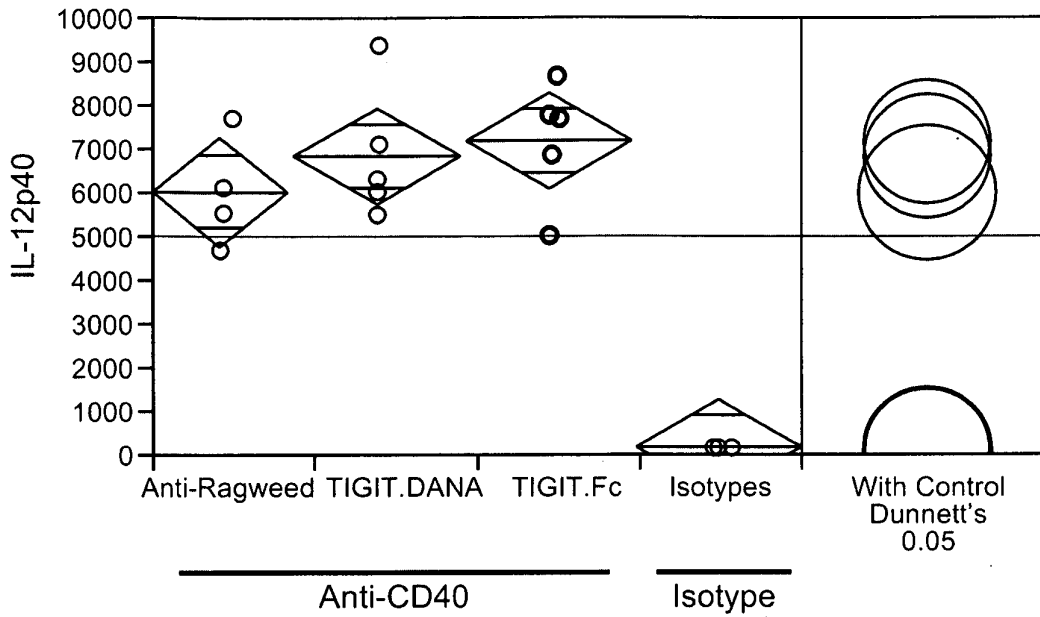 10000
9000
8000
7000
6000
5000
4000
3000
2000
1000
0
IL-12p40
Anti-Ragweed TIGIT.DANA TIGIT.Fc Isotypes
With Control
Dunnett's
0.05
Anti-CD40 Isotype